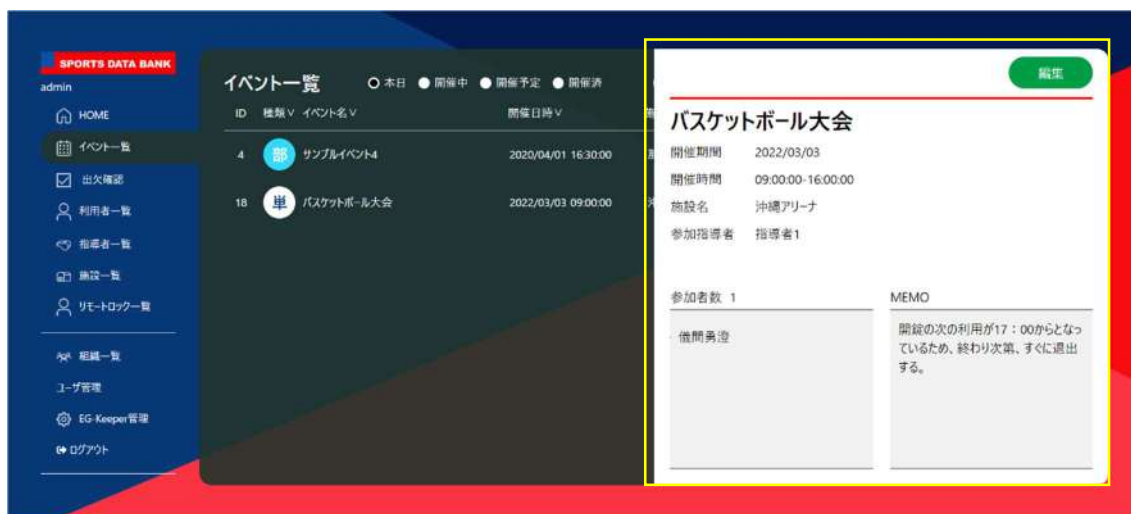 SPORTS DATA BANK
admin
HOME
イベント一覧
出欠確認
利用者一覧
指導者一覧
施設一覧
リモートロック一覧
組織一覧
ユーザ管理
EG-Keeper管理
ログアウト
イベント一覧 本日 開催中 開催予定 開催済
ID 種類∨ イベント名∨ 開催日時∨
4 部 サンプルイベント4 2020/04/01 16:30:00
18 単 バスケットボール大会 2022/03/03 09:00:00
編集
バスケットボール大会
開催期間 2022/03/03
開催時間 09:00:00-16:00:00
施設名 沖縄アリーナ
参加指導者 指導者1
参加者数 1
儀間勇澄
MEMO
開錠の次の利用が17：00からとなっ
ているため、終わり次第、すぐに退出
する。